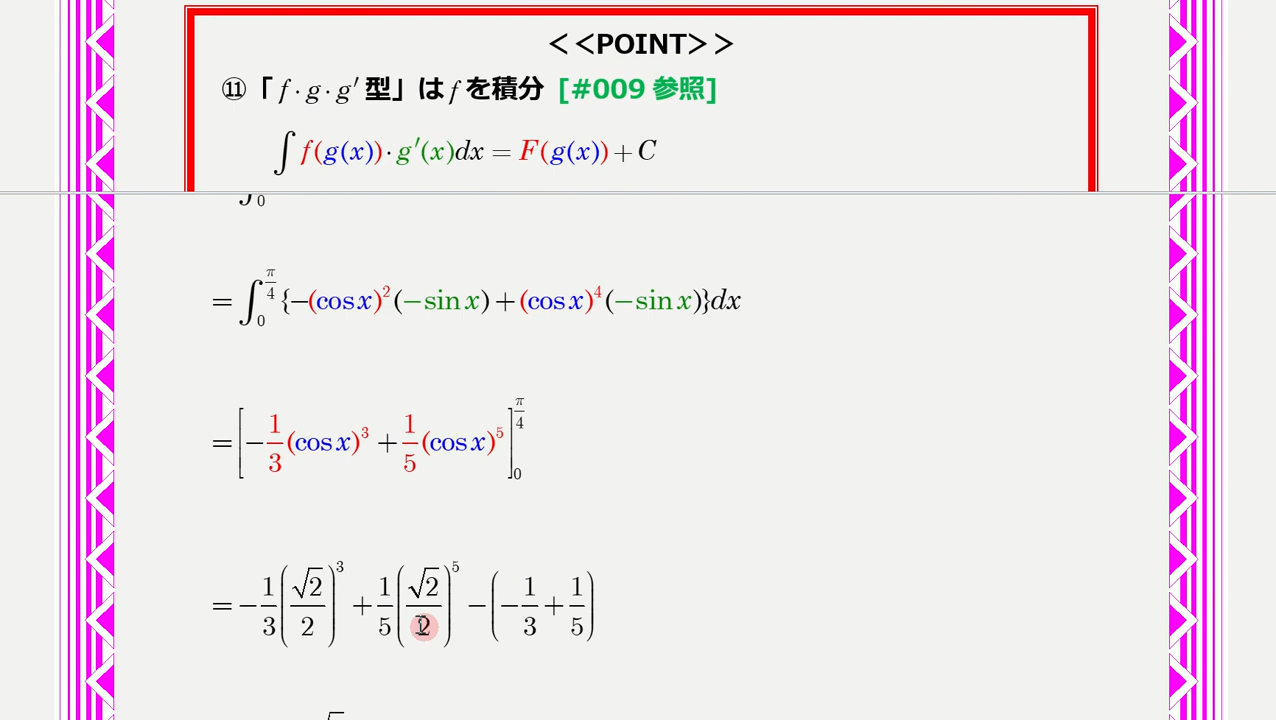 ＜＜POINT＞＞
⑪「f・g・g′型」はfを積分 [#009 参照]
∫ f(g(x))・g′(x)dx = F(g(x)) + C
∫₀
= ∫₀^{π/4} {−(cos x)²(−sin x) + (cos x)⁴(−sin x)}dx
= [−1/3 (cos x)³ + 1/5 (cos x)⁵]₀^{π/4}
= −1/3 (√2/2)³ + 1/5 (√2/2)⁵ − (−1/3 + 1/5)